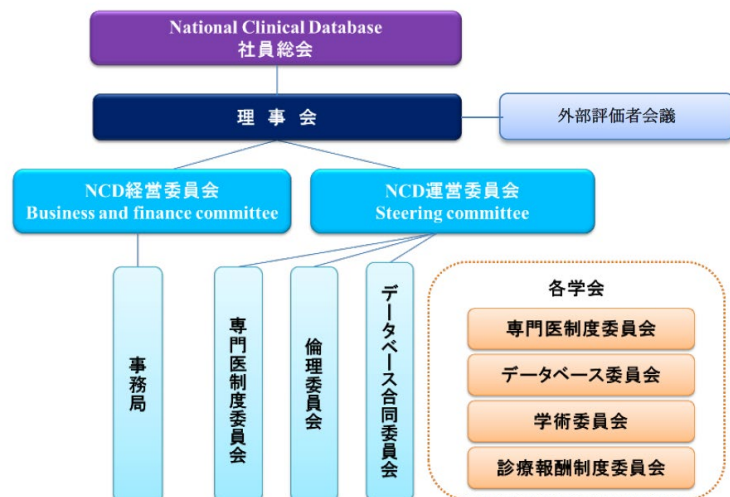 National Clinical Database
社員総会
理事会
外部評価者会議
NCD経営委員会
Business and finance committee
NCD運営委員会
Steering committee
事務局
専門医制度委員会
倫理委員会
データベース合同委員会
各学会
専門医制度委員会
データベース委員会
学術委員会
診療報酬制度委員会